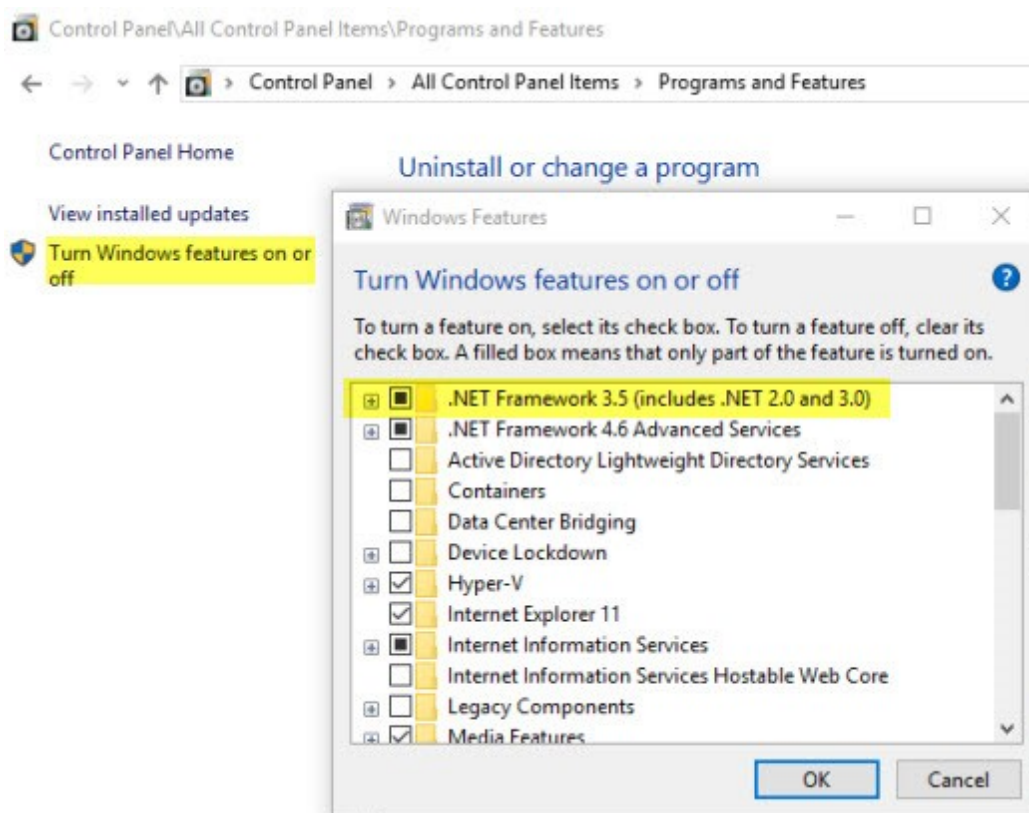 Control Panel\All Control Panel Items\Programs and Features
Control Panel > All Control Panel Items > Programs and Features
Control Panel Home
Uninstall or change a program
View installed updates
Turn Windows features on or
off
Windows Features
Turn Windows features on or off
To turn a feature on, select its check box. To turn a feature off, clear its
check box. A filled box means that only part of the feature is turned on.
.NET Framework 3.5 (includes .NET 2.0 and 3.0)
.NET Framework 4.6 Advanced Services
Active Directory Lightweight Directory Services
Containers
Data Center Bridging
Device Lockdown
Hyper-V
Internet Explorer 11
Internet Information Services
Internet Information Services Hostable Web Core
Legacy Components
Media Features
OK
Cancel